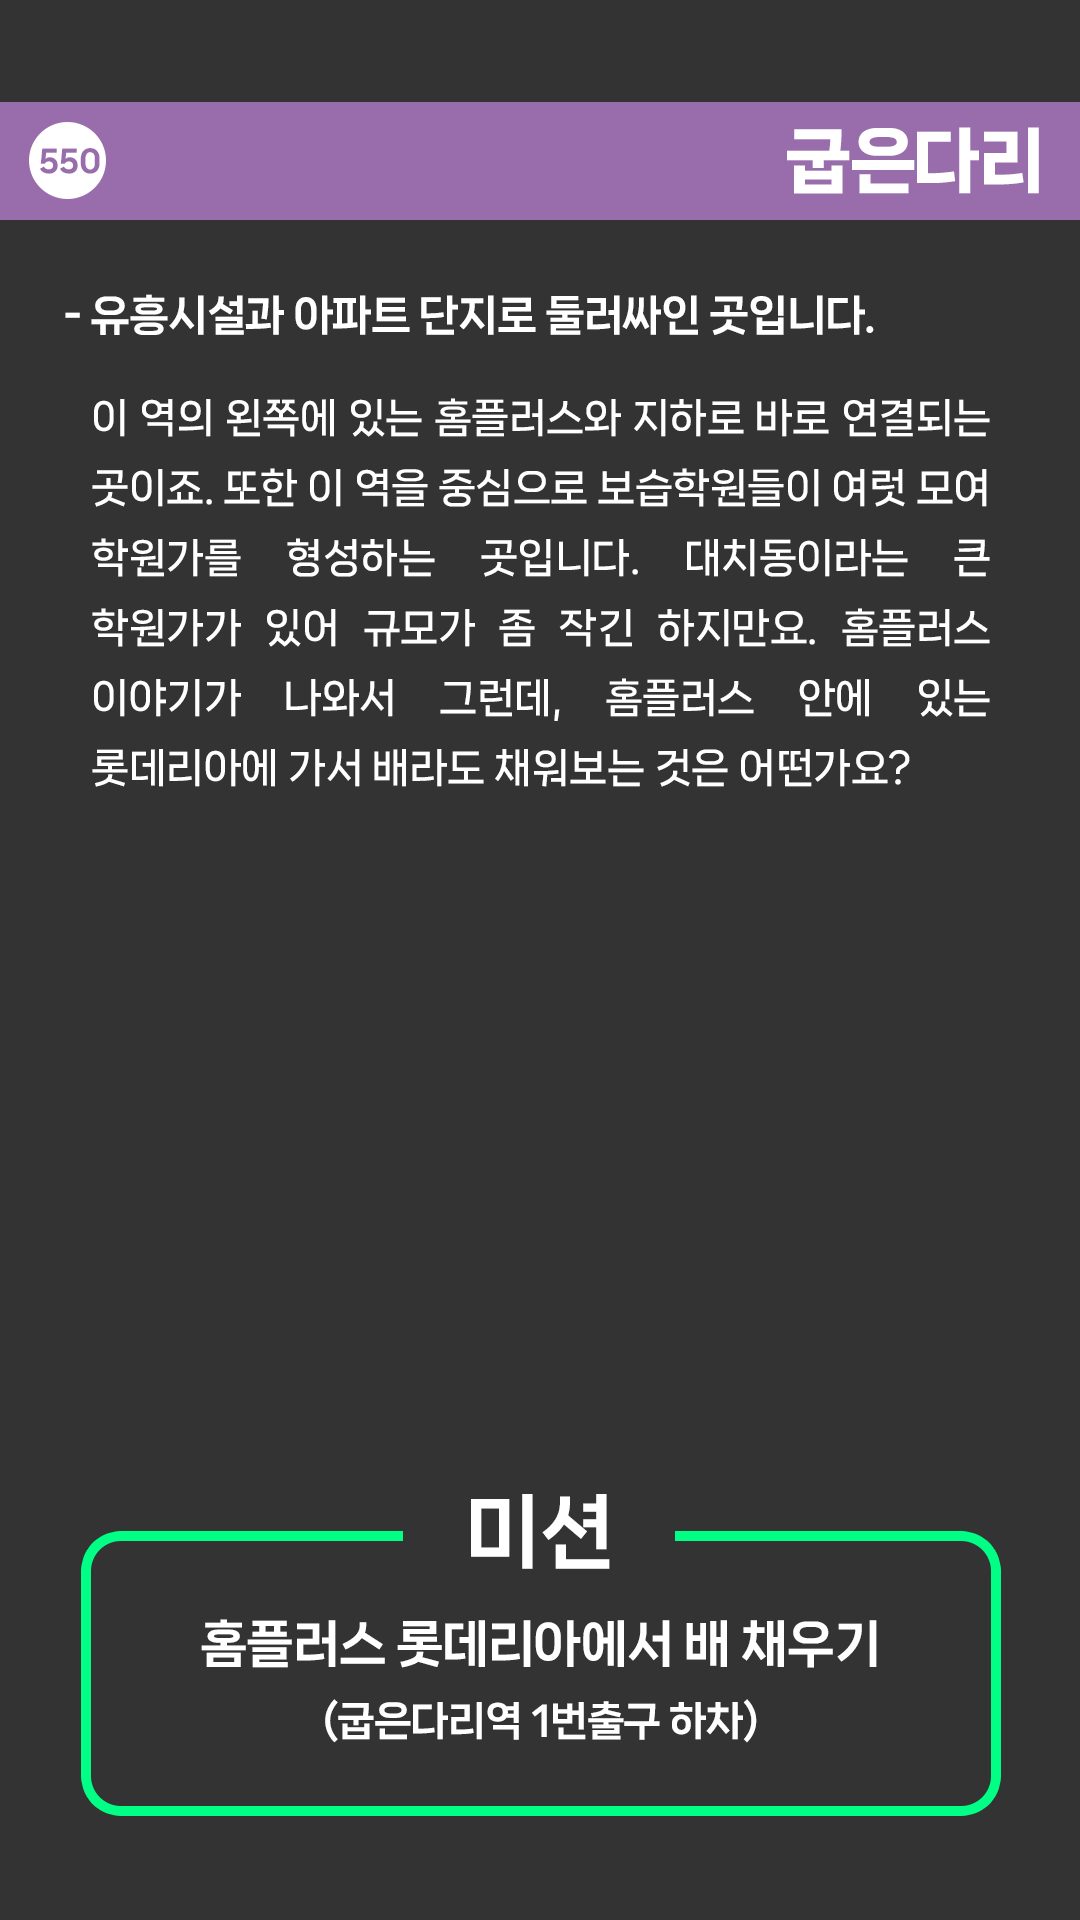 550
굽은다리
- 유흥시설과 아파트 단지로 둘러싸인 곳입니다.
이 역의 왼쪽에 있는 홈플러스와 지하로 바로 연결되는
곳이죠. 또한 이 역을 중심으로 보습학원들이 여럿 모여
학원가를 형성하는 곳입니다. 대치동이라는 큰
학원가가 있어 규모가 좀 작긴 하지만요. 홈플러스
이야기가 나와서 그런데, 홈플러스 안에 있는
롯데리아에 가서 배라도 채워보는 것은 어떤가요?
미션
홈플러스 롯데리아에서 배 채우기
(굽은다리역 1번출구 하차)